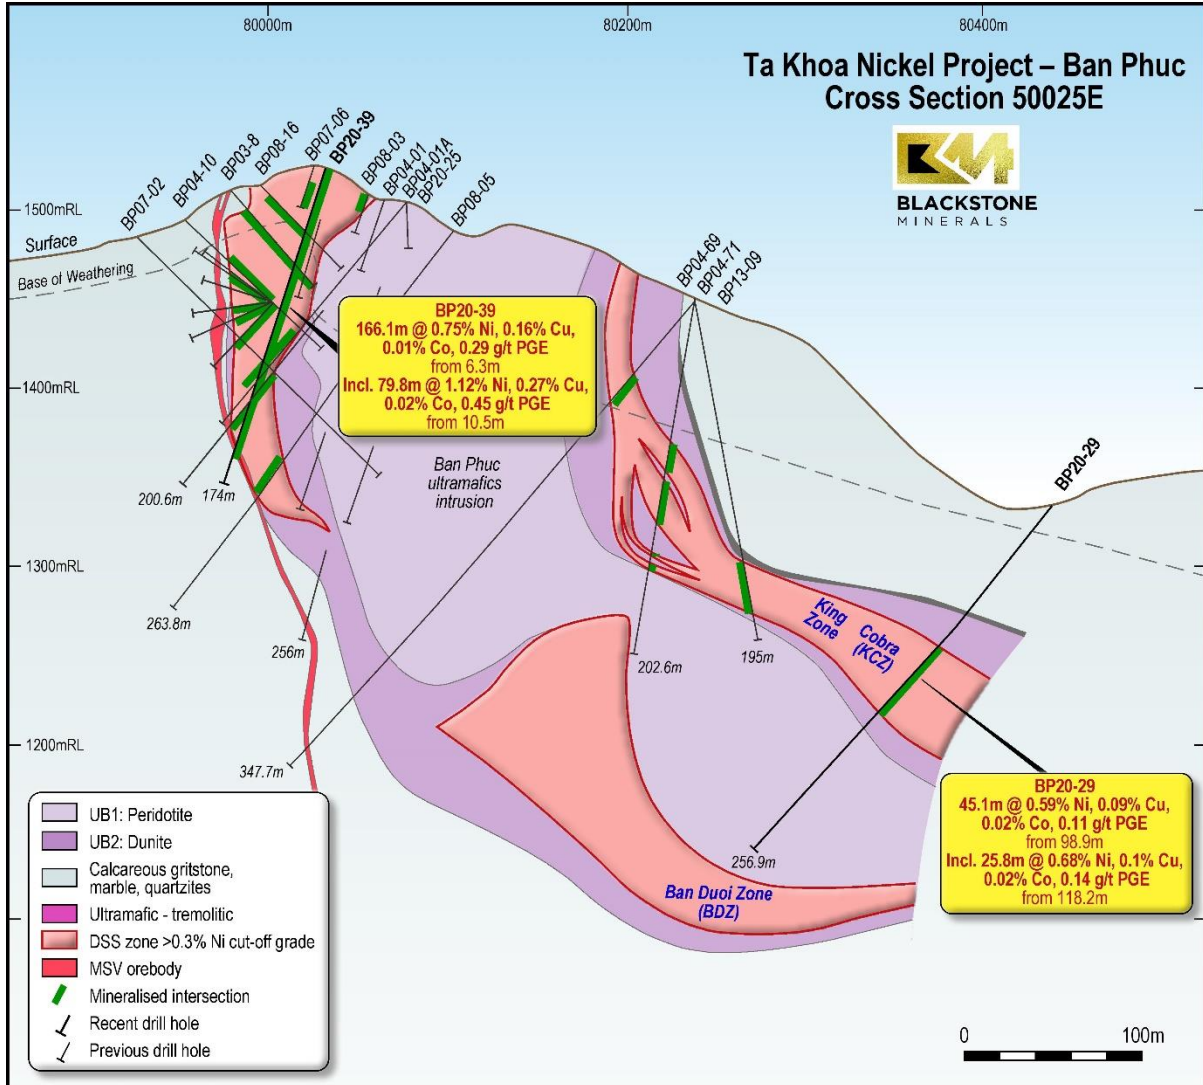 80000m
80200m
80400m
Ta Khoa Nickel Project – Ban Phuc
Cross Section 50025E
BLACKSTONE
MINERALS
BP07-02
BP04-10
BP03-8
BP08-16
BP07-06
BP20-39
BP08-03
BP04-01
BP04-01A
BP20-25
BP08-05
BP04-69
BP04-71
BP13-09
BP20-29
1500mRL
Surface
Base of Weathering
1400mRL
1300mRL
1200mRL
BP20-39
166.1m @ 0.75% Ni, 0.16% Cu,
0.01% Co, 0.29 g/t PGE
from 6.3m
Incl. 79.8m @ 1.12% Ni, 0.27% Cu,
0.02% Co, 0.45 g/t PGE
from 10.5m
Ban Phuc
ultramafics
intrusion
200.6m
174m
263.8m
256m
347.7m
202.6m
195m
256.9m
King Cobra
Zone (KCZ)
Ban Duoi Zone
(BDZ)
BP20-29
45.1m @ 0.59% Ni, 0.09% Cu,
0.02% Co, 0.11 g/t PGE
from 98.9m
Incl. 25.8m @ 0.68% Ni, 0.1% Cu,
0.02% Co, 0.14 g/t PGE
from 118.2m
UB1: Peridotite
UB2: Dunite
Calcareous gritstone,
marble, quartzites
Ultramafic - tremolitic
DSS zone >0.3% Ni cut-off grade
MSV orebody
Mineralised intersection
Recent drill hole
Previous drill hole
0
100m